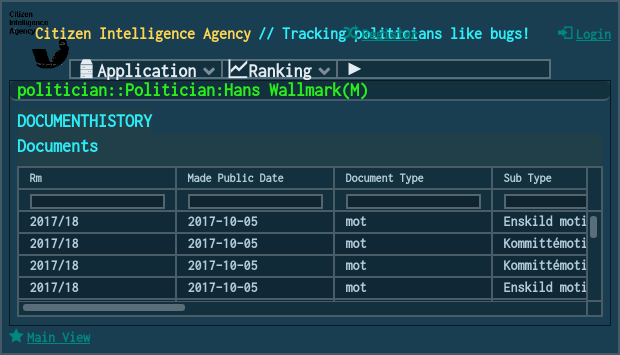 Citizen
Intelligence
Agency
Citizen Intelligence Agency // Tracking politicians like bugs!
Login
Application Ranking
politician::Politician:Hans Wallmark(M)
DOCUMENTHISTORY
Documents
Rm Made Public Date Document Type Sub Type
2017/18 2017-10-05 mot Enskild moti
2017/18 2017-10-05 mot Kommittémoti
2017/18 2017-10-05 mot Kommittémoti
2017/18 2017-10-05 mot Enskild moti
Main View